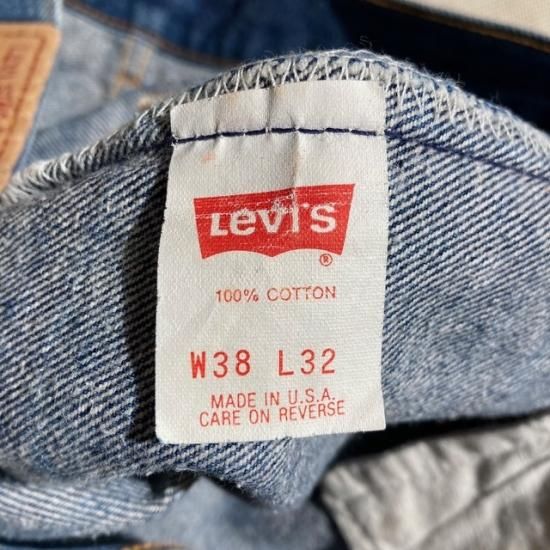 Levi's
®
100% COTTON
W38 L32
MADE IN U.S.A.
CARE ON REVERSE